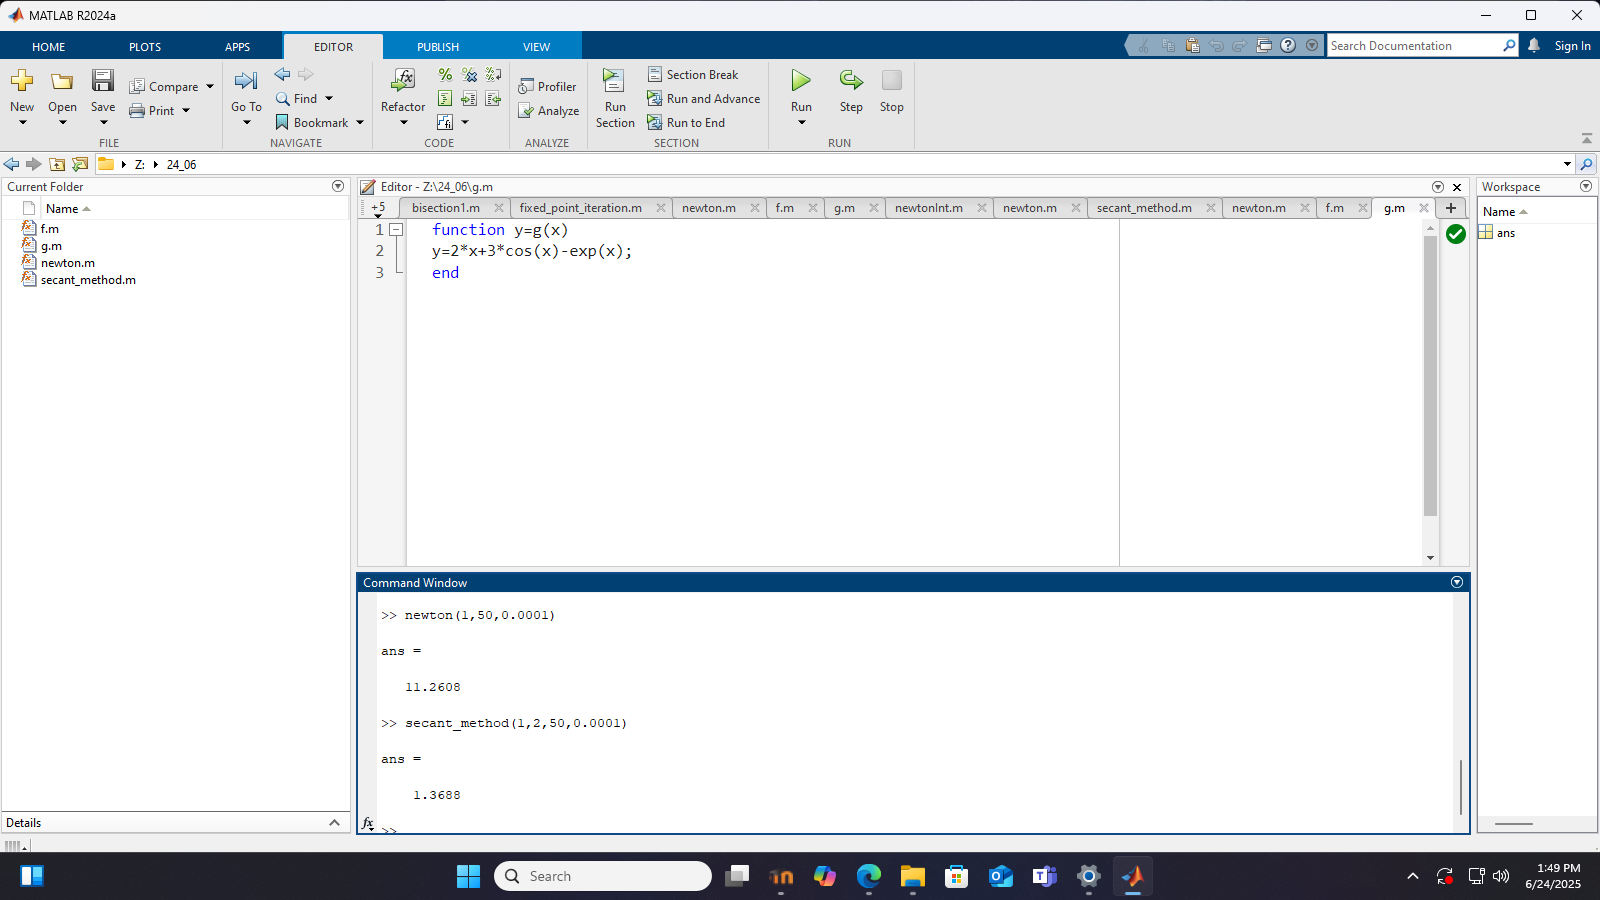 MATLAB R2024a
HOME PLOTS APPS EDITOR PUBLISH VIEW
Search Documentation
Sign In
New
Open
Save
Compare
Print
FILE
Go To
Find
Bookmark
NAVIGATE
Refactor
CODE
Profiler
Analyze
ANALYZE
Run
Section
Section Break
Run and Advance
Run to End
SECTION
Run
Step
Stop
RUN
Z: 24_06
Current Folder
Name
f.m
g.m
newton.m
secant_method.m
Details
Editor - Z:\24_06\g.m
+5 bisection1.m fixed_point_iteration.m newton.m f.m g.m newtonInt.m newton.m secant_method.m newton.m f.m g.m
1 function y=g(x)
2 y=2*x+3*cos(x)-exp(x);
3 end
Command Window
>> newton(1,50,0.0001)
ans =
11.2608
>> secant_method(1,2,50,0.0001)
ans =
1.3688
fx >>
Workspace
Name
ans
Search
1:49 PM
6/24/2025